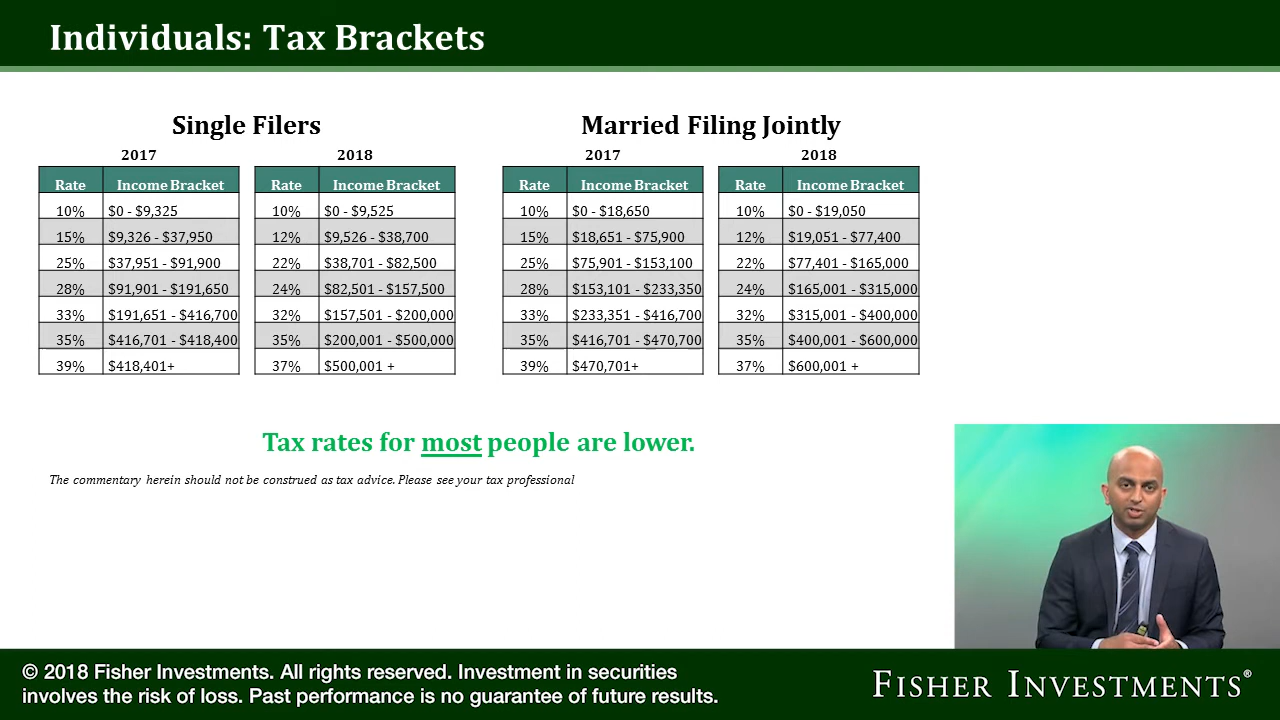 Individuals: Tax Brackets
Single Filers
2017
Rate Income Bracket
10% $0 - $9,325
15% $9,326 - $37,950
25% $37,951 - $91,900
28% $91,901 - $191,650
33% $191,651 - $416,700
35% $416,701 - $418,400
39% $418,401+
2018
Rate Income Bracket
10% $0 - $9,525
12% $9,526 - $38,700
22% $38,701 - $82,500
24% $82,501 - $157,500
32% $157,501 - $200,000
35% $200,001 - $500,000
37% $500,001 +
Married Filing Jointly
2017
Rate Income Bracket
10% $0 - $18,650
15% $18,651 - $75,900
25% $75,901 - $153,100
28% $153,101 - $233,350
33% $233,351 - $416,700
35% $416,701 - $470,700
39% $470,701+
2018
Rate Income Bracket
10% $0 - $19,050
12% $19,051 - $77,400
22% $77,401 - $165,000
24% $165,001 - $315,000
32% $315,001 - $400,000
35% $400,001 - $600,000
37% $600,001 +
Tax rates for most people are lower.
The commentary herein should not be construed as tax advice. Please see your tax professional
© 2018 Fisher Investments. All rights reserved. Investment in securities
involves the risk of loss. Past performance is no guarantee of future results.
FISHER INVESTMENTS®